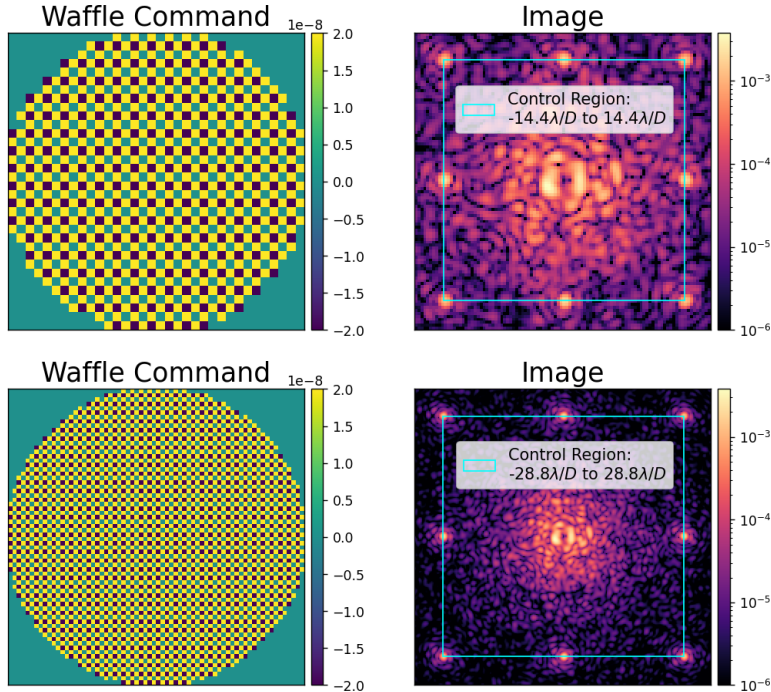 Waffle Command
1e−8
2.0
1.5
1.0
0.5
0.0
−0.5
−1.0
−1.5
−2.0
Image
Control Region:
-14.4λ/D to 14.4λ/D
10⁻³
10⁻⁴
10⁻⁵
10⁻⁶
Waffle Command
1e−8
2.0
1.5
1.0
0.5
0.0
−0.5
−1.0
−1.5
−2.0
Image
Control Region:
-28.8λ/D to 28.8λ/D
10⁻³
10⁻⁴
10⁻⁵
10⁻⁶